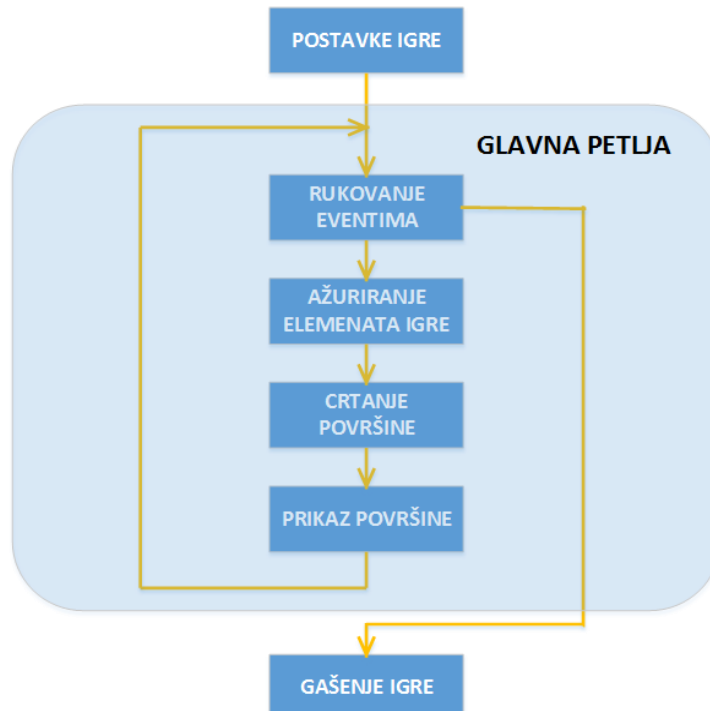 POSTAVKE IGRE
GLAVNA PETLJA
RUKOVANJE
EVENTIMA
AŽURIRANJE
ELEMENATA IGRE
CRTANJE
POVRŠINE
PRIKAZ POVRŠINE
GAŠENJE IGRE